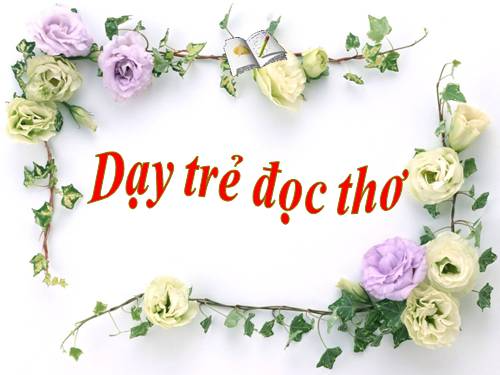 Dạy trẻ đọc thơ